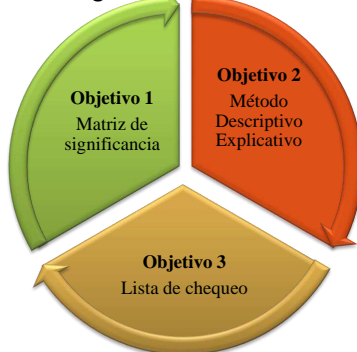 Objetivo 1
Matriz de
significancia
Objetivo 2
Método
Descriptivo
Explicativo
Objetivo 3
Lista de chequeo